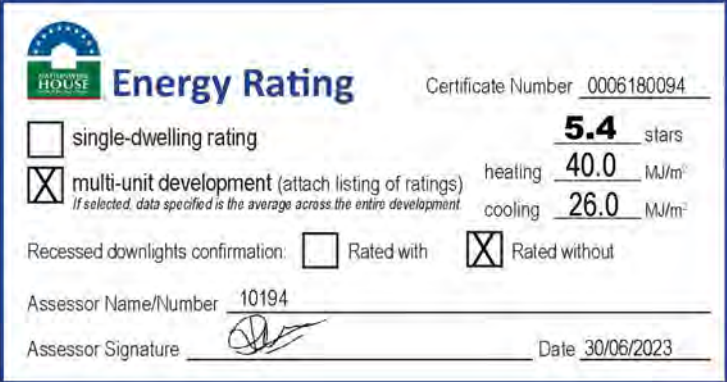 NATIONWIDE
HOUSE
Energy Rating
Certificate Number 0006180094
X
single-dwelling rating
5.4 stars
X multi-unit development (attach listing of ratings)
If selected, data specified is the average across the entire development
heating 40.0 MJ/m²
cooling 26.0 MJ/m²
Recessed downlights confirmation: Rated with X Rated without
Assessor Name/Number 10194
Assessor Signature
Date 30/06/2023